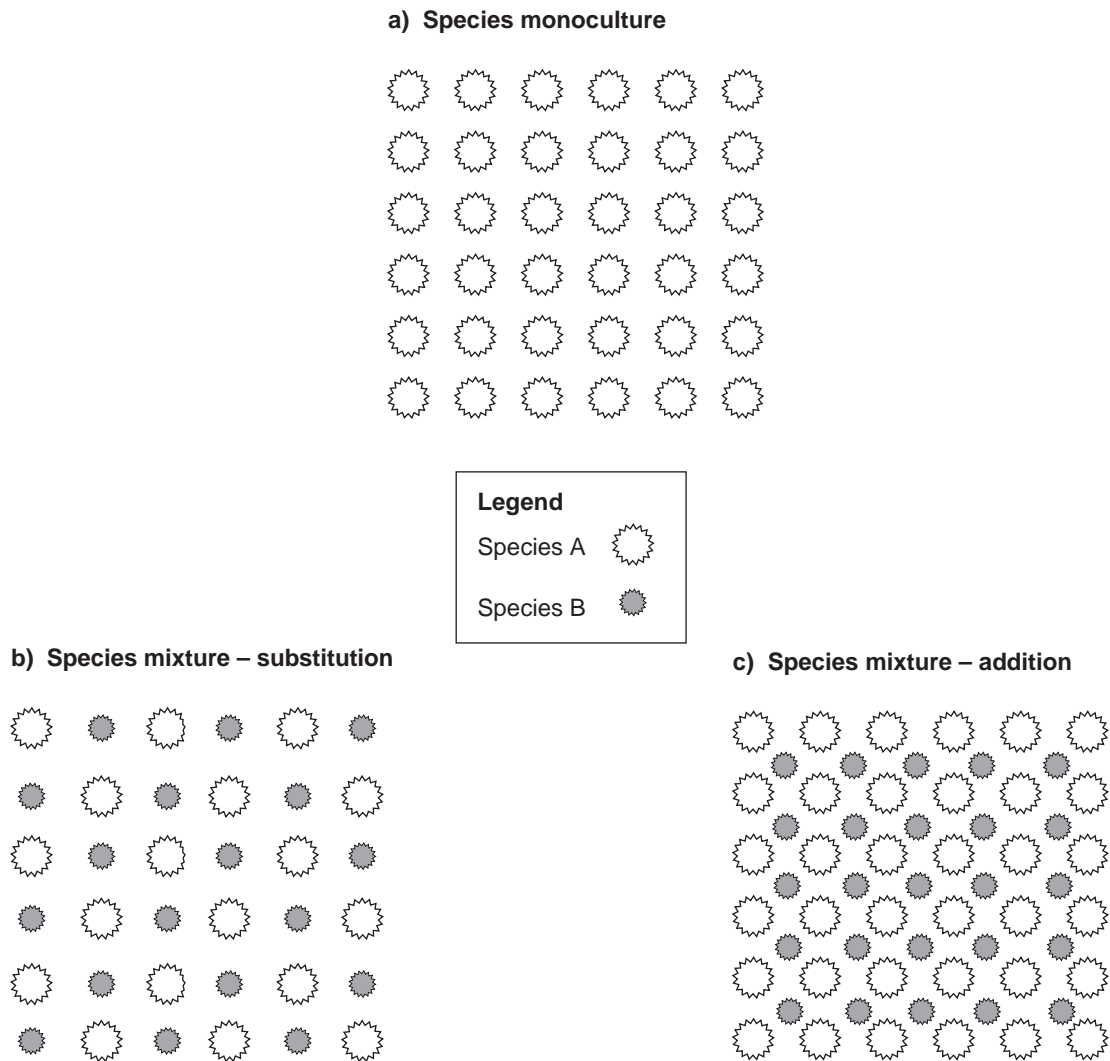 a) Species monoculture
Legend
Species A
Species B
b) Species mixture – substitution
c) Species mixture – addition